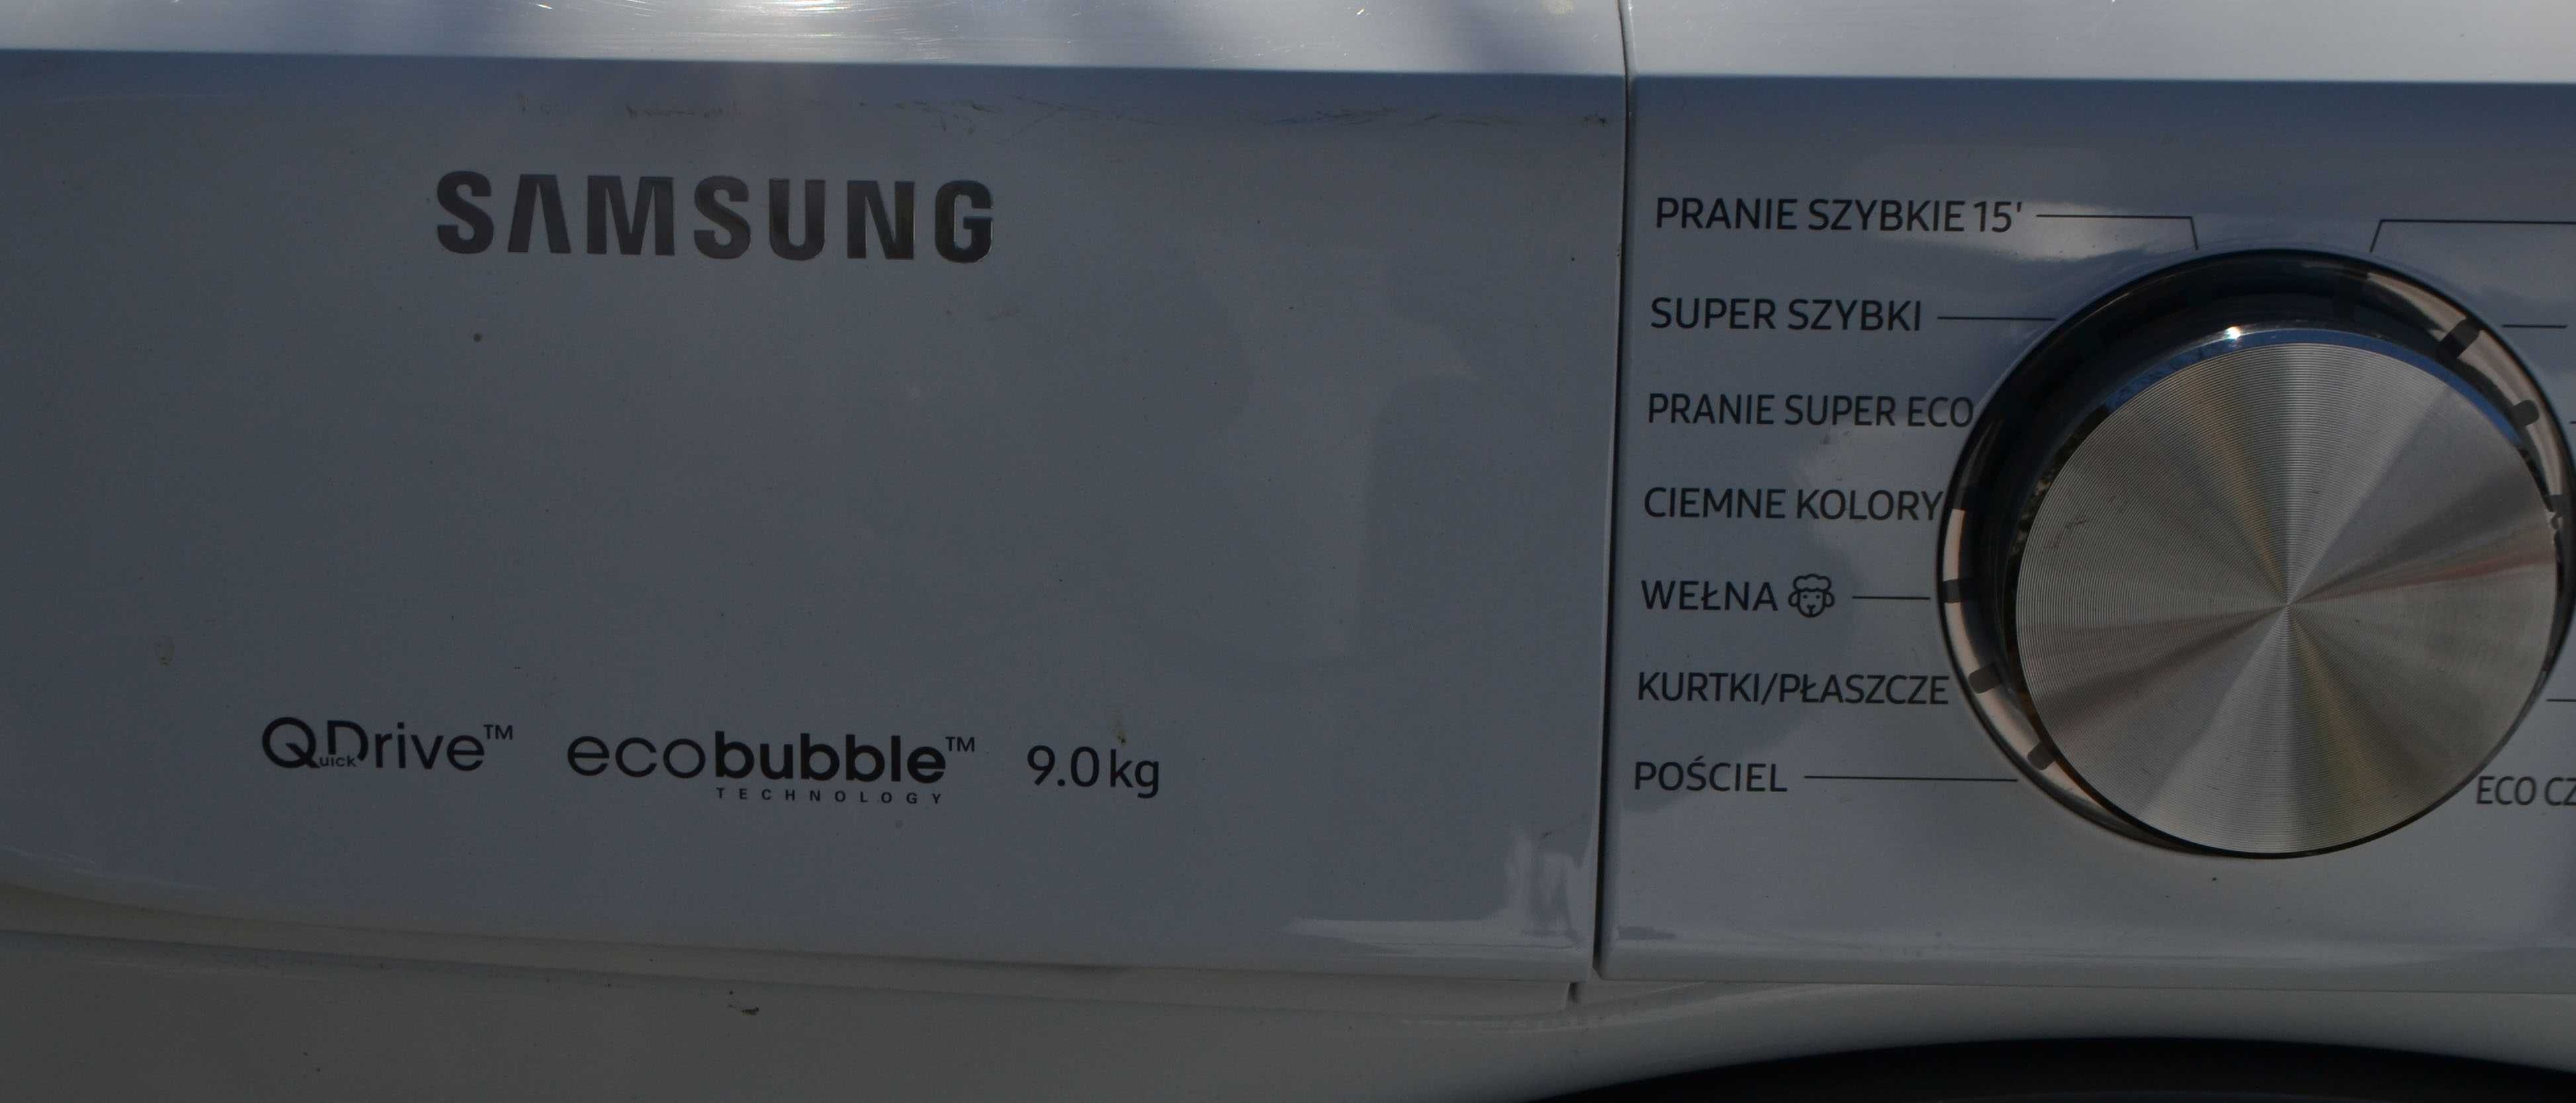 SAMSUNG
QuickDrive™ ecobubble™ 9.0 kg
TECHNOLOGY
PRANIE SZYBKIE 15'
SUPER SZYBKI
PRANIE SUPER ECO
CIEMNE KOLORY
WEŁNA
KURTKI/PŁASZCZE
POŚCIEL
ECO